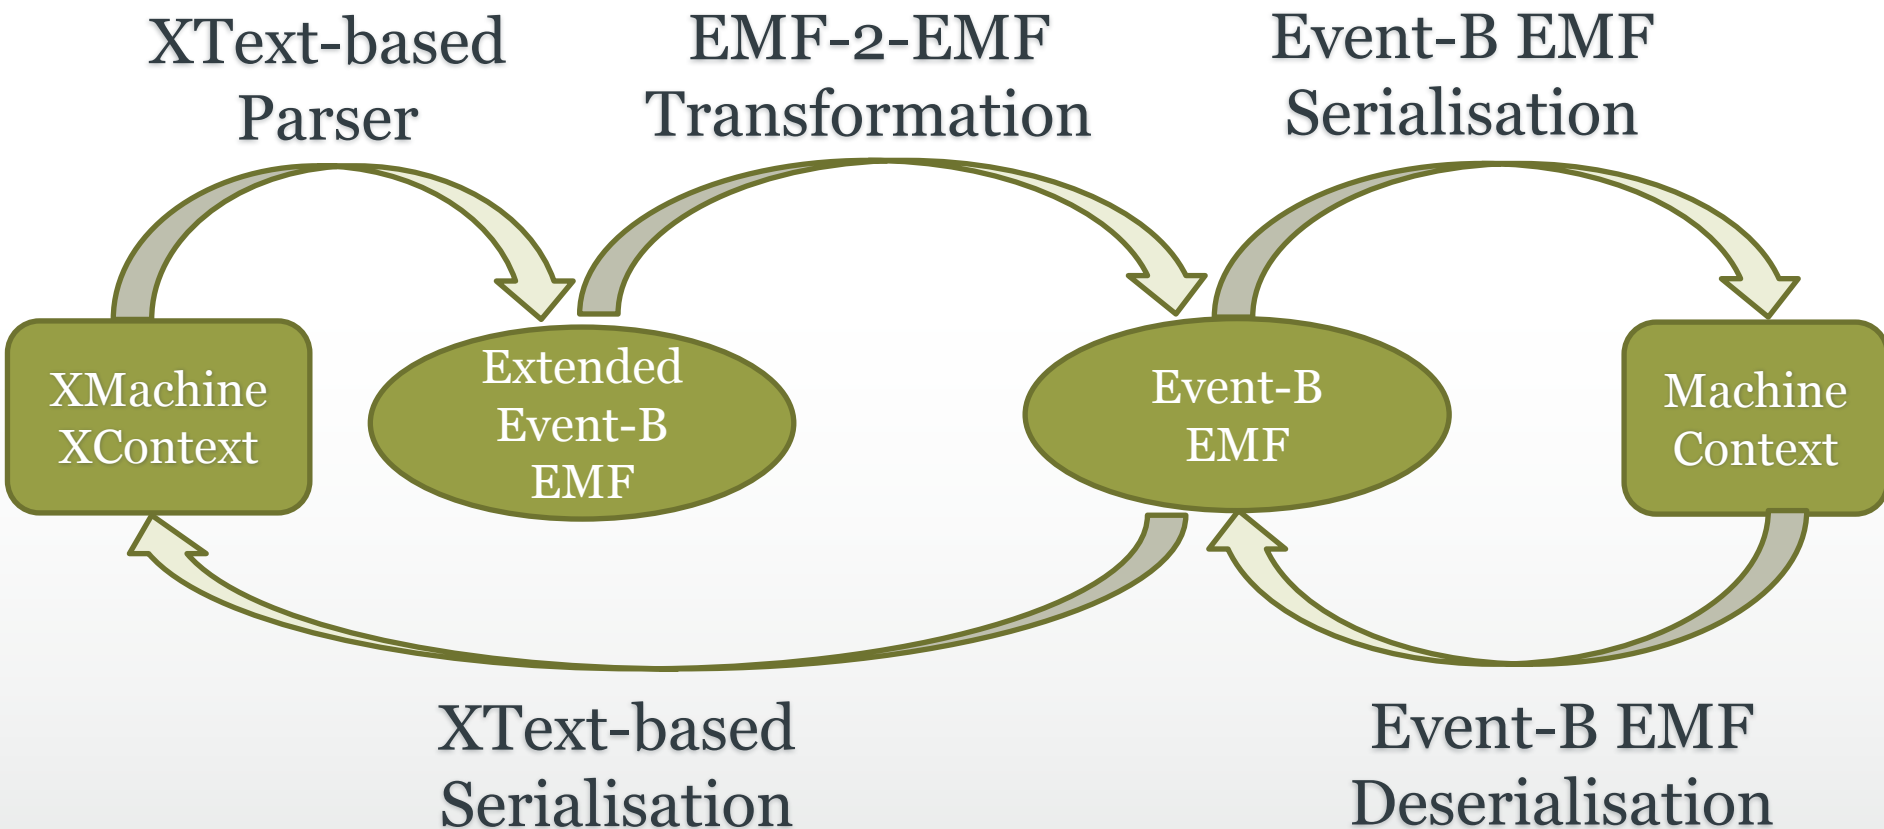 XText-based
Parser
EMF-2-EMF
Transformation
Event-B EMF
Serialisation
XMachine
XContext
Extended
Event-B
EMF
Event-B
EMF
Machine
Context
XText-based
Serialisation
Event-B EMF
Deserialisation